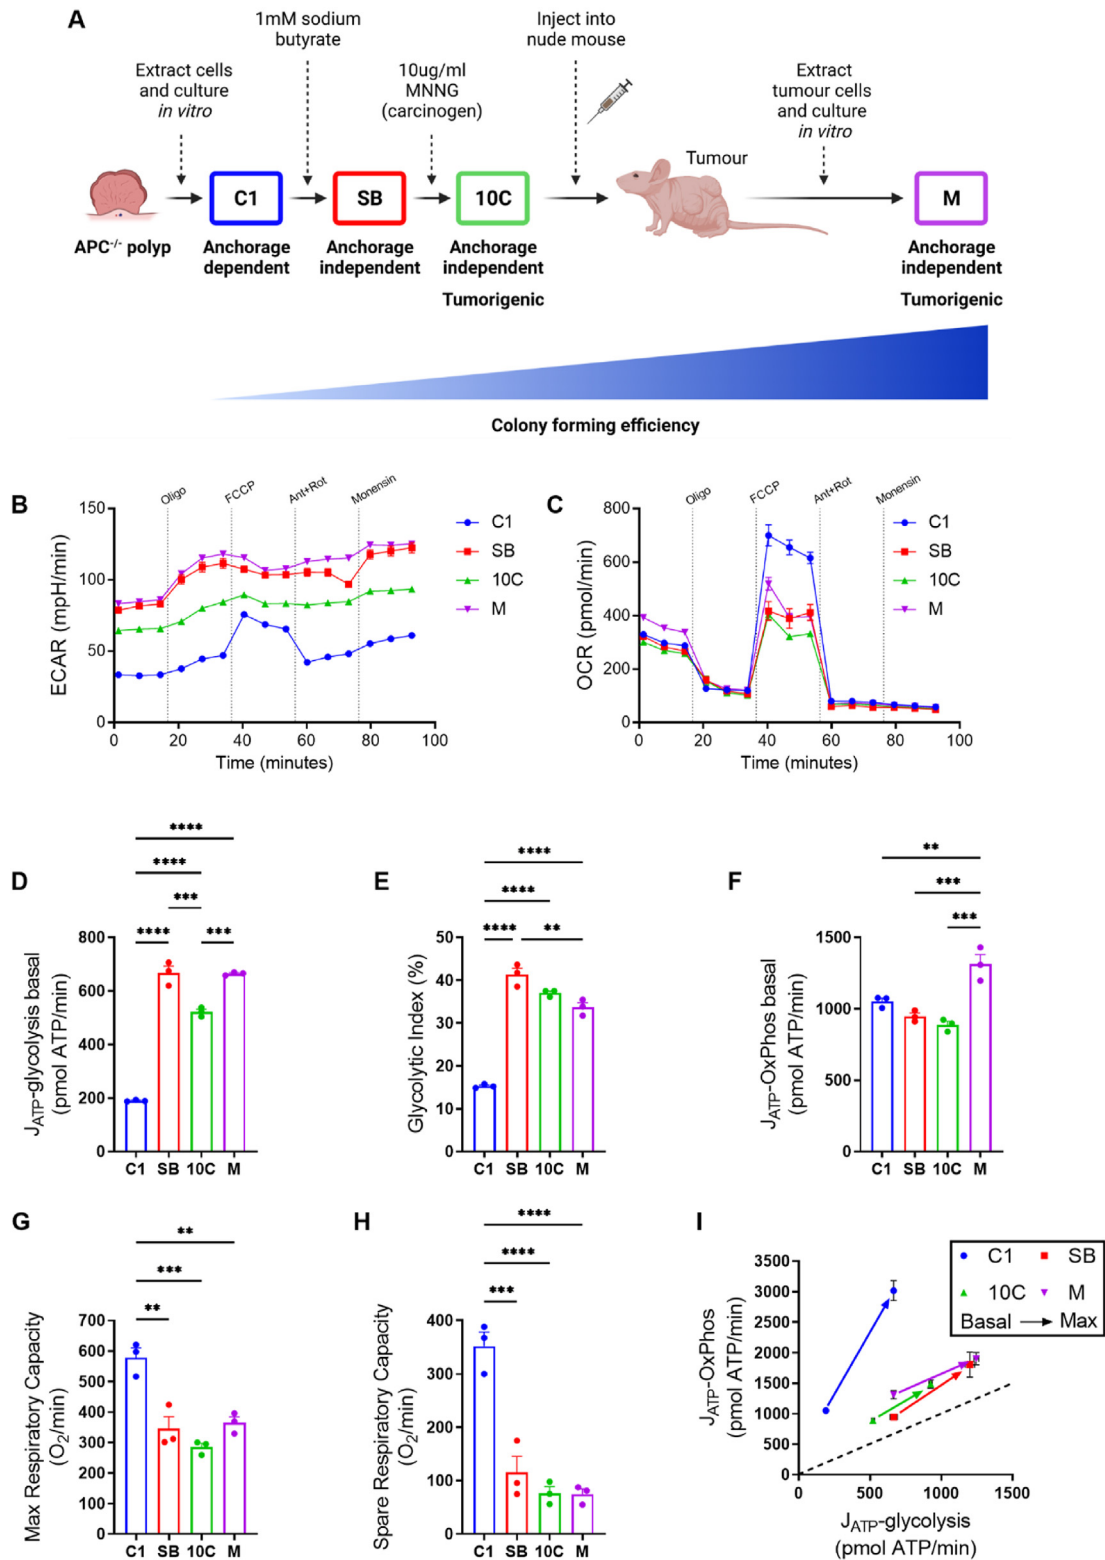 A
1mM sodium
butyrate
Inject into
nude mouse
Extract cells
and culture
in vitro
10ug/ml
MNNG
(carcinogen)
Extract
tumour cells
and culture
in vitro
Tumour
C1
SB
10C
M
APC-/- polyp
Anchorage
dependent
Anchorage
independent
Anchorage
independent
Tumorigenic
Anchorage
independent
Tumorigenic
Colony forming efficiency
B
Oligo
FCCP
Ant+Rot
Monensin
150
100
50
0
ECAR (mpH/min)
0 20 40 60 80 100
Time (minutes)
C1
SB
10C
M
C
Oligo
FCCP
Ant+Rot
Monensin
800
600
400
200
0
OCR (pmol/min)
0 20 40 60 80 100
Time (minutes)
C1
SB
10C
M
D
****
****
***
**** ***
800
600
400
200
0
JATP-glycolysis basal
(pmol ATP/min)
C1 SB 10C M
E
****
****
**** **
50
40
30
20
10
0
Glycolytic Index (%)
C1 SB 10C M
F
**
***
***
1500
1000
500
0
JATP-OxPhos basal
(pmol ATP/min)
C1 SB 10C M
G
**
***
**
700
600
500
400
300
200
100
0
Max Respiratory Capacity
(O2/min)
C1 SB 10C M
H
****
****
***
400
300
200
100
0
Spare Respiratory Capacity
(O2/min)
C1 SB 10C M
I
C1 SB
10C M
Basal Max
3500
3000
2500
2000
1500
1000
500
0
JATP-OxPhos
(pmol ATP/min)
0 500 1000 1500
JATP-glycolysis
(pmol ATP/min)